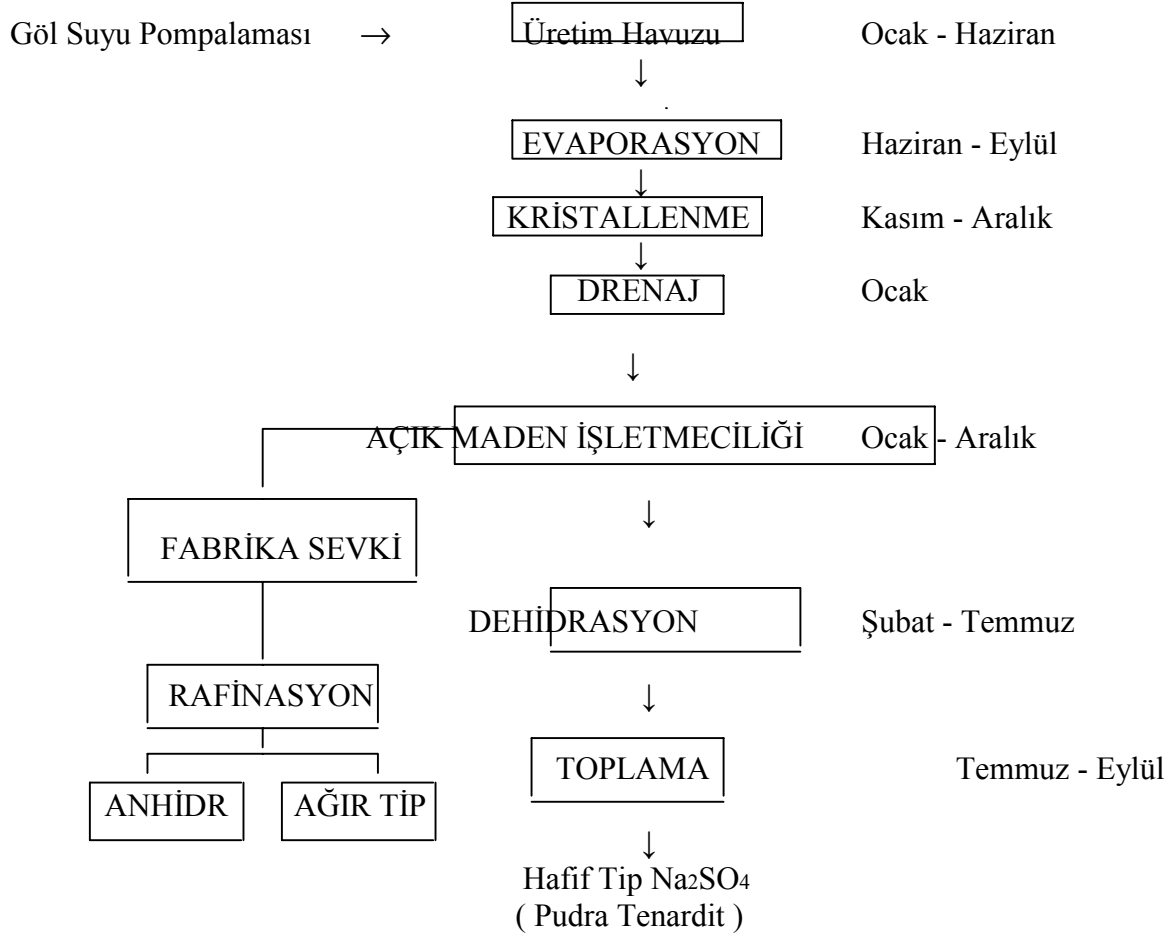 Göl Suyu Pompalaması → Üretim Havuzu Ocak - Haziran
↓
EVAPORASYON Haziran - Eylül
↓
KRİSTALLENME Kasım - Aralık
↓
DRENAJ Ocak
↓
AÇIK MADEN İŞLETMECİLİĞİ Ocak - Aralık
↓
FABRİKA SEVKİ
DEHİDRASYON Şubat - Temmuz
RAFİNASYON
↓
TOPLAMA Temmuz - Eylül
ANHİDR AĞIR TİP
↓
Hafif Tip Na2SO4
( Pudra Tenardit )